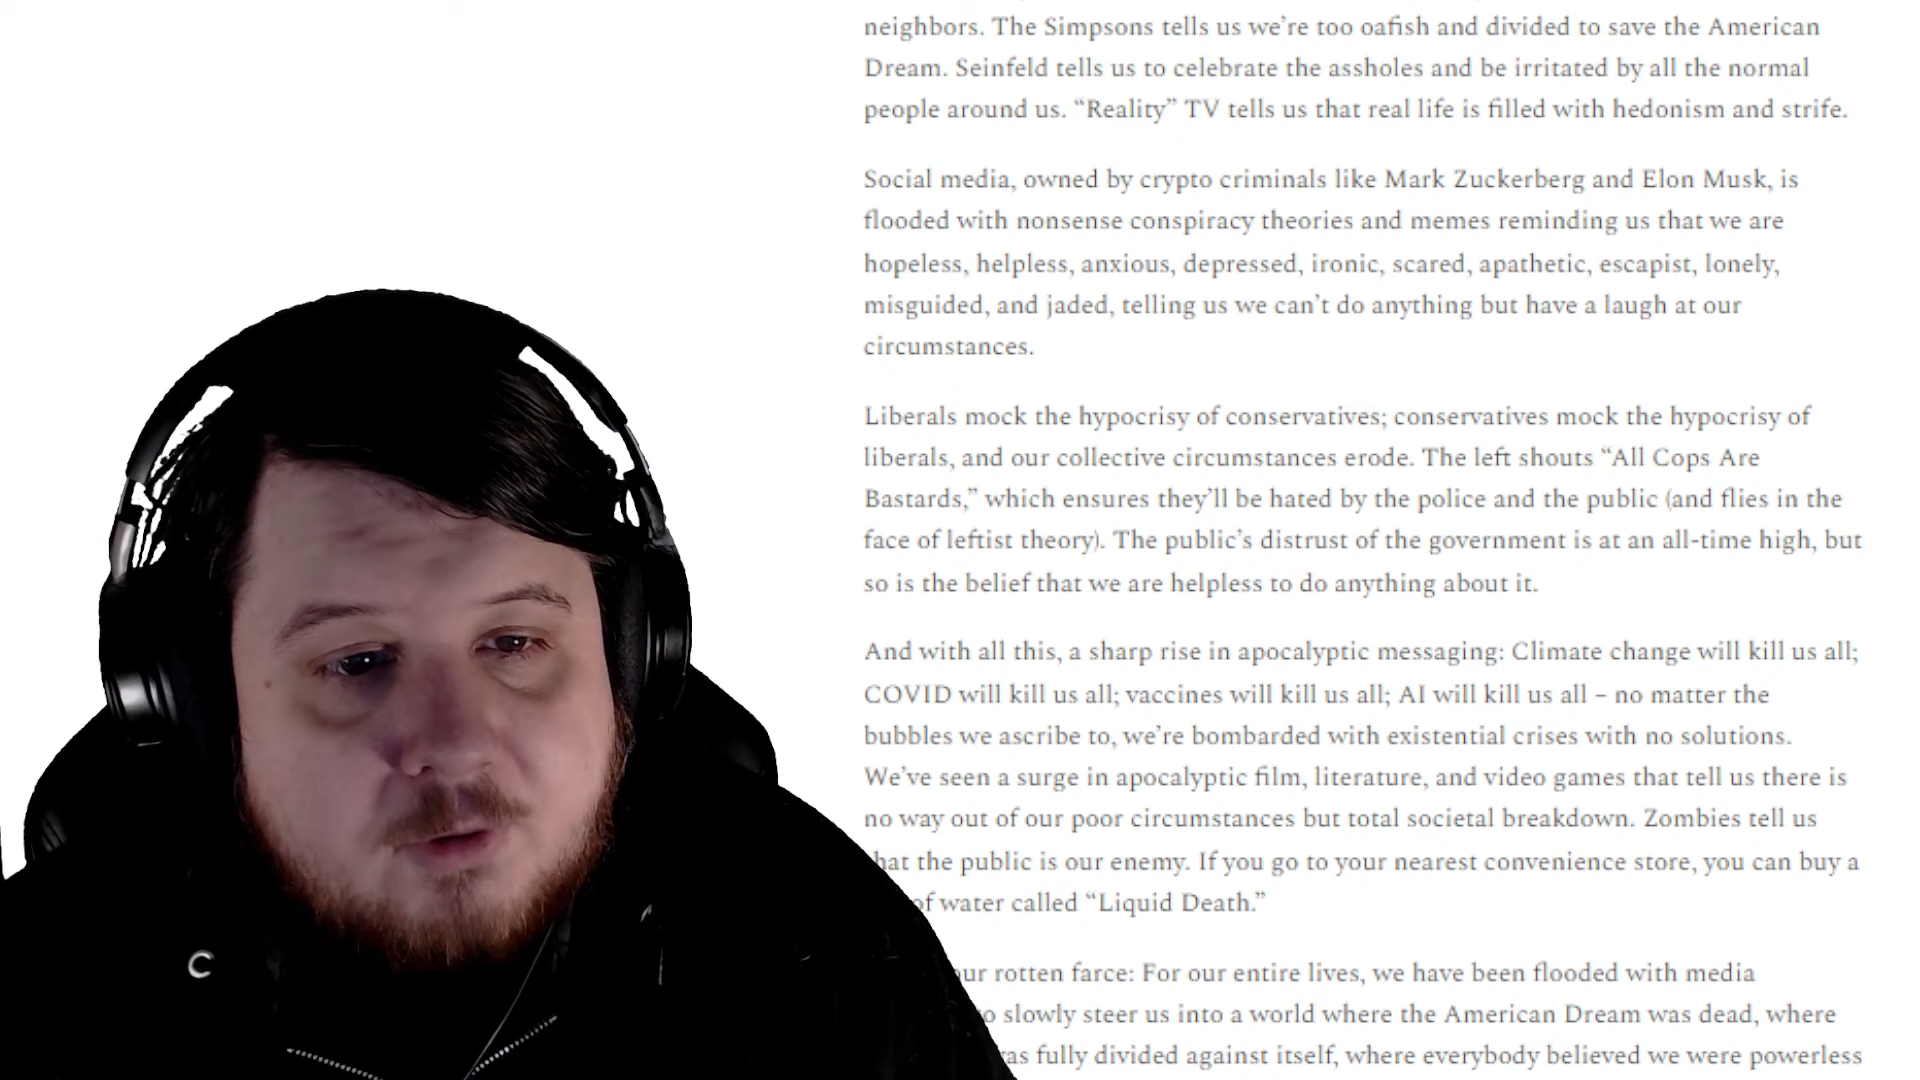 neighbors. The Simpsons tells us we’re too oafish and divided to save the American
Dream. Seinfeld tells us to celebrate the assholes and be irritated by all the normal
people around us. “Reality” TV tells us that real life is filled with hedonism and strife.
Social media, owned by crypto criminals like Mark Zuckerberg and Elon Musk, is
flooded with nonsense conspiracy theories and memes reminding us that we are
hopeless, helpless, anxious, depressed, ironic, scared, apathetic, escapist, lonely,
misguided, and jaded, telling us we can’t do anything but have a laugh at our
circumstances.
Liberals mock the hypocrisy of conservatives; conservatives mock the hypocrisy of
liberals, and our collective circumstances erode. The left shouts “All Cops Are
Bastards,” which ensures they’ll be hated by the police and the public (and flies in the
face of leftist theory). The public’s distrust of the government is at an all-time high, but
so is the belief that we are helpless to do anything about it.
And with all this, a sharp rise in apocalyptic messaging: Climate change will kill us all;
COVID will kill us all; vaccines will kill us all; AI will kill us all – no matter the
bubbles we ascribe to, we’re bombarded with existential crises with no solutions.
We’ve seen a surge in apocalyptic film, literature, and video games that tell us there is
no way out of our poor circumstances but total societal breakdown. Zombies tell us
hat the public is our enemy. If you go to your nearest convenience store, you can buy a
of water called “Liquid Death.”
ur rotten farce: For our entire lives, we have been flooded with media
o slowly steer us into a world where the American Dream was dead, where
as fully divided against itself, where everybody believed we were powerless
C